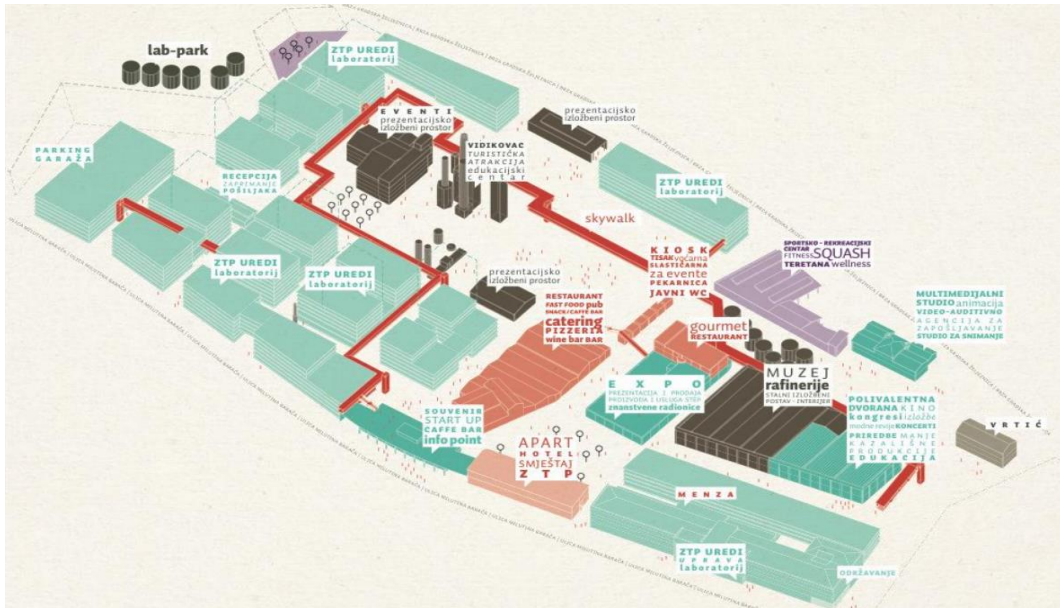 lab-park
ZTP UREDI
laboratorij
EVENTI
prezentacijsko
izložbeni prostor
prezentacijsko
izložbeni prostor
VIDIKOVAC
TURISTIČKA
ATRAKCIJA
edukacijski
centar
PARKING
GARAŽA
RECEPCIJA
ZAPRIMANJE
POŠILJAKA
ZTP UREDI
laboratorij
skywalk
KIOSK
TISAK voćarna
SLASTIČARNA
za evente
PEKARNICA
JAVNI WC
SPORTSKO - REKREACIJSKI
CENTAR
FITNESS SQUASH
TERETANA wellness
ZTP UREDI
laboratorij
ZTP UREDI
laboratorij
prezentacijsko
izložbeni prostor
RESTAURANT
FAST FOOD pub
SNACK/CAFFE BAR
catering
PIZZERIA
wine bar BAR
gourmet
RESTAURANT
MULTIMEDIJALNI
STUDIO animacija
VIDEO-AUDITIVNO
AGENCIJA ZA
ZAPOŠLJAVANJE
STUDIO ZA SNIMANJE
EXPO
PREZENTACIJA I PRODAJA
PROIZVODA I USLUGA STEP
znanstvene radionice
MUZEJ
rafinerije
STALNI IZLOŽBENI
POSTAV - INTERIJER
POLIVALENTNA
DVORANA KINO
kongresi izložbe
modne revije KONCERTI
PRIREDBE MANJE
KAZALIŠNE
PRODUKCIJE
EDUKACIJA
VRTIĆ
SOUVENIR
START UP
CAFFE BAR
info point
APART
HOTEL
SMJEŠTAJ
ZTP
MENZA
ZTP UREDI
UPRAVA
laboratorij
ODRŽAVANJE